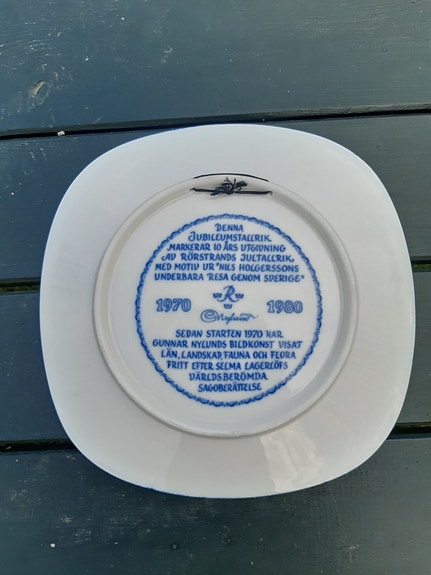 DENNA
JUBILEUMSTALLRIK
MARKERAR 10 ÅRS UTGIVNING
AV RÖRSTRANDS JULTALLRIK,
MED MOTIV UR "NILS HOLGERSSONS
UNDERBARA RESA GENOM SVERIGE"
1970 R 1980
GNylund
SEDAN STARTEN 1970 HAR
GUNNAR NYLUNDS BILDKONST VISAT
LÄN, LANDSKAP, FAUNA OCH FLORA
FRITT EFTER SELMA LAGERLÖFS
VÄRLDSBERÖMDA
SAGOBERÄTTELSE